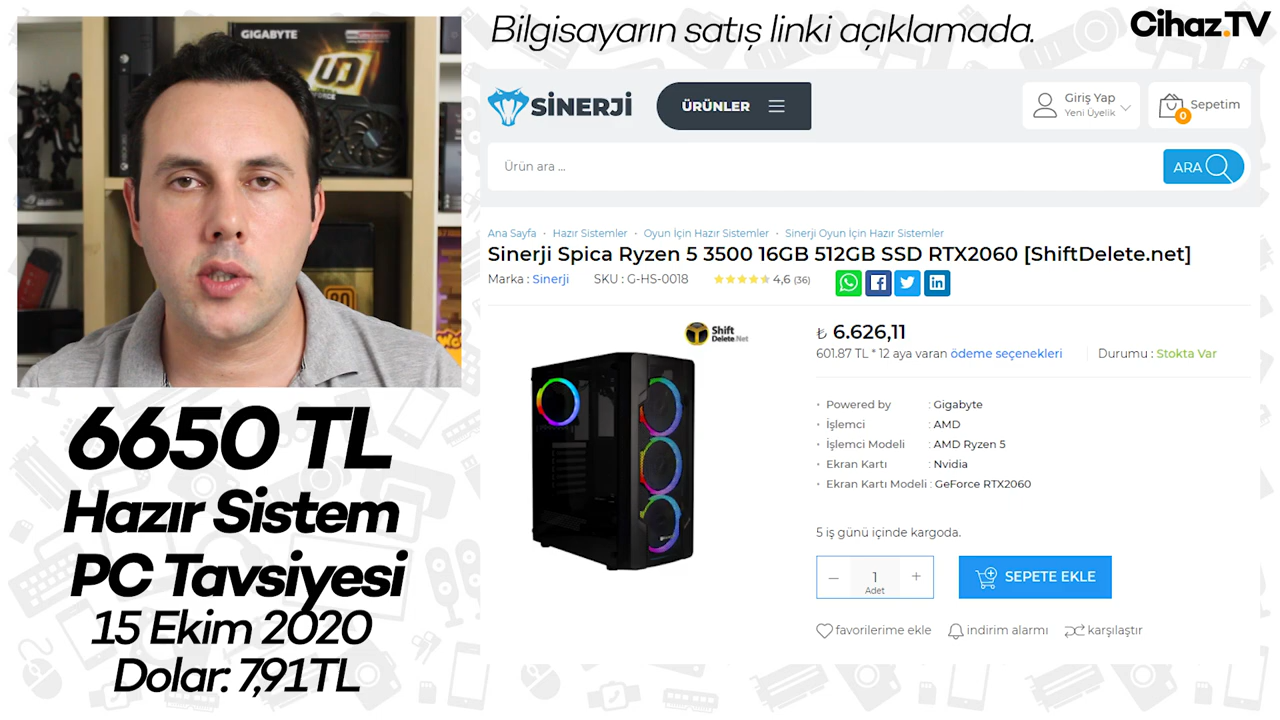 Bilgisayarın satış linki açıklamada.
Cihaz.TV
GIGABYTE
SiNERJi
ÜRÜNLER
Giriş Yap
Yeni Üyelik
Sepetim
0
Ürün ara ...
ARA
Ana Sayfa · Hazır Sistemler · Oyun İçin Hazır Sistemler · Sinerji Oyun İçin Hazır Sistemler
Sinerji Spica Ryzen 5 3500 16GB 512GB SSD RTX2060 [ShiftDelete.net]
Marka : Sinerji SKU : G-HS-0018 4,6 (36)
Shift
Delete.Net
₺ 6.626,11
601.87 TL * 12 aya varan ödeme seçenekleri Durumu : Stokta Var
• Powered by : Gigabyte
• İşlemci : AMD
• İşlemci Modeli : AMD Ryzen 5
• Ekran Kartı : Nvidia
• Ekran Kartı Modeli : GeForce RTX2060
5 iş günü içinde kargoda.
– 1 +
Adet
SEPETE EKLE
favorilerime ekle indirim alarmı karşılaştır
6650 TL
Hazır Sistem
PC Tavsiyesi
15 Ekim 2020
Dolar: 7,91TL